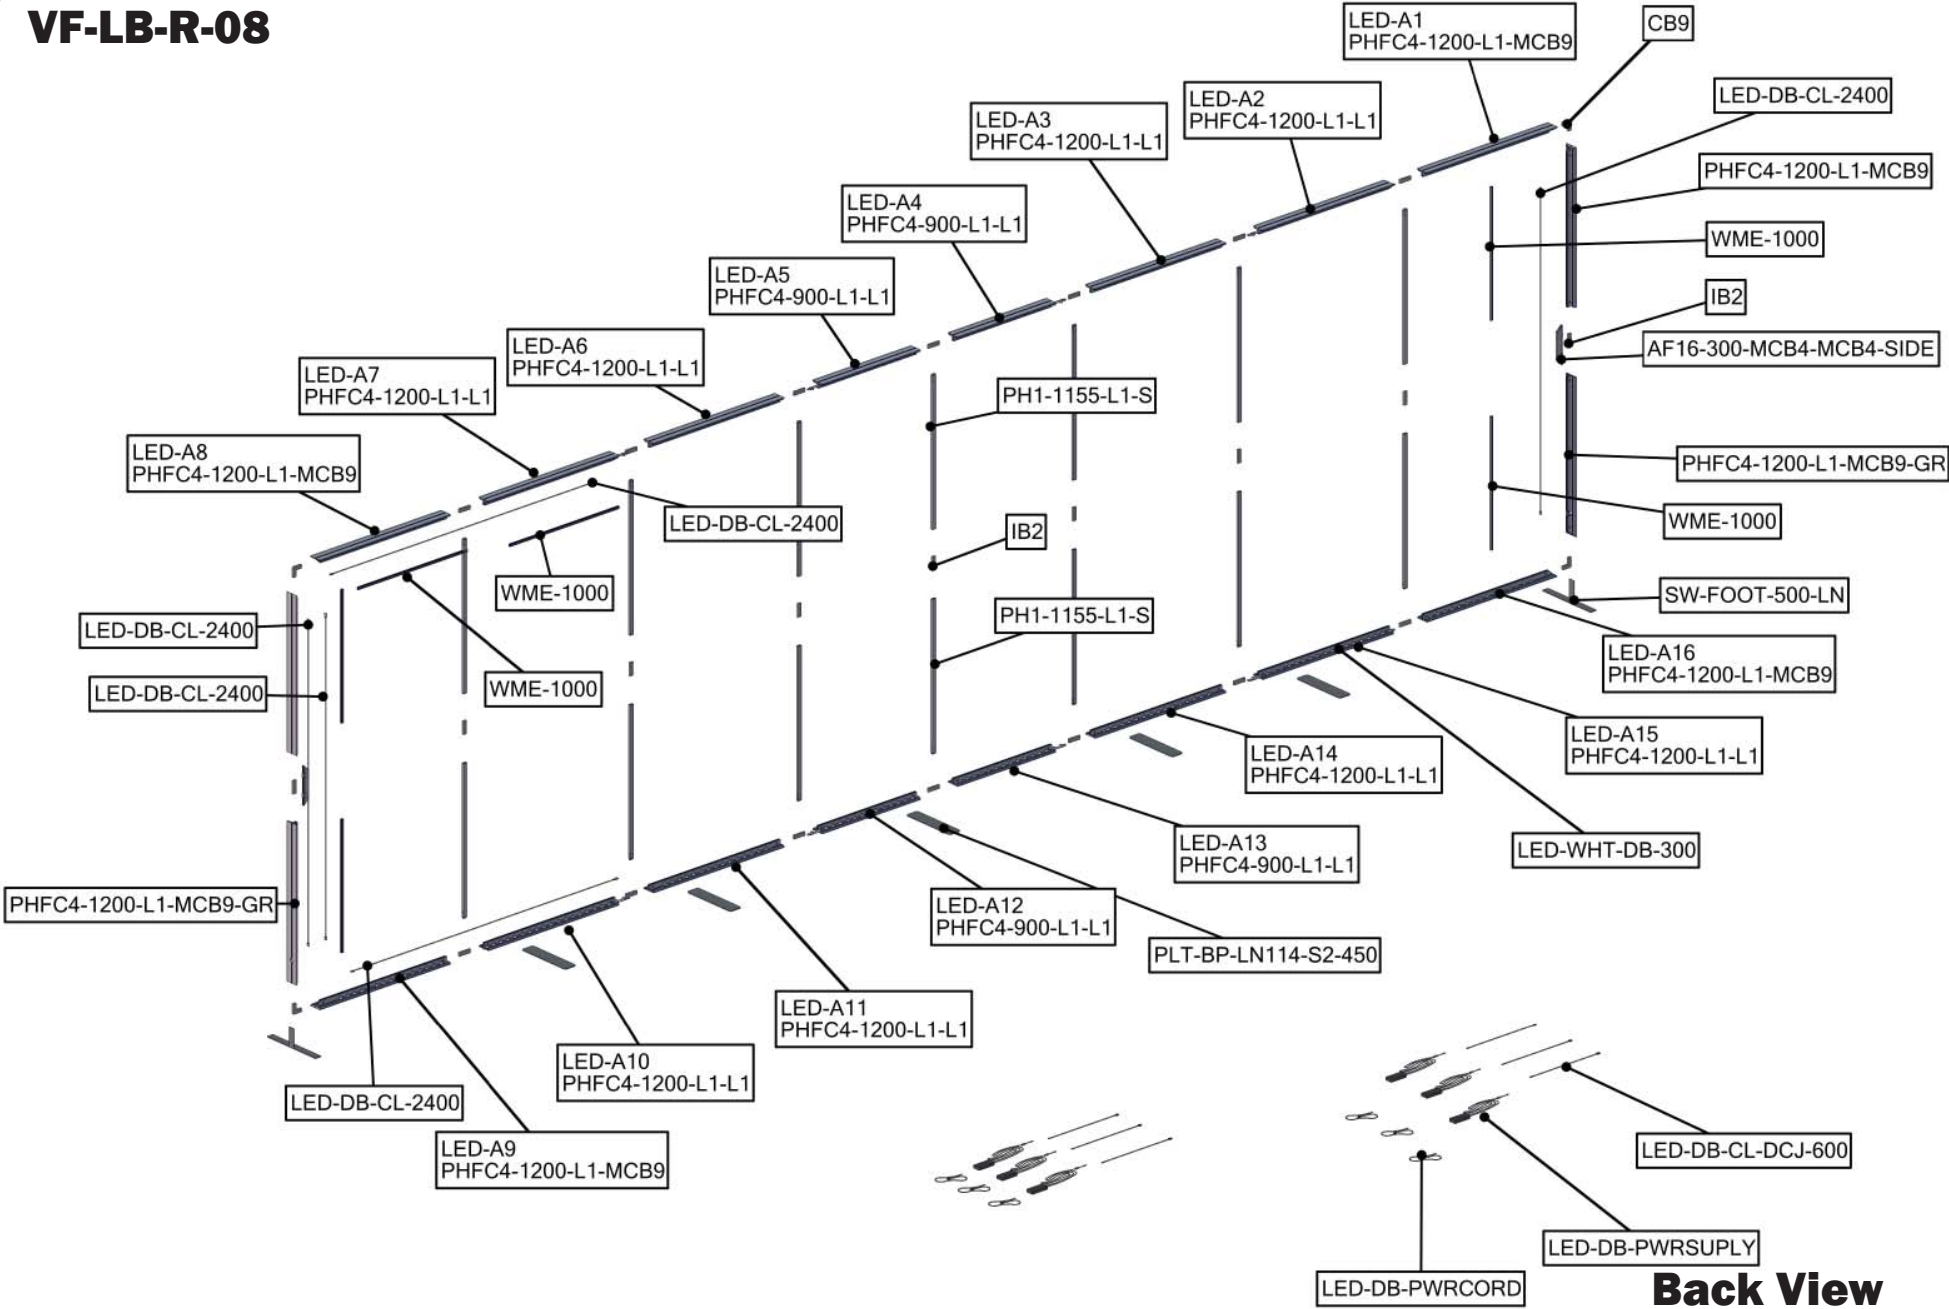 VF-LB-R-08
LED-A1
PHFC4-1200-L1-MCB9
CB9
LED-DB-CL-2400
LED-A2
PHFC4-1200-L1-L1
LED-A3
PHFC4-1200-L1-L1
PHFC4-1200-L1-MCB9
LED-A4
PHFC4-900-L1-L1
WME-1000
LED-A5
PHFC4-900-L1-L1
IB2
AF16-300-MCB4-MCB4-SIDE
LED-A6
PHFC4-1200-L1-L1
LED-A7
PHFC4-1200-L1-L1
PH1-1155-L1-S
LED-A8
PHFC4-1200-L1-MCB9
PHFC4-1200-L1-MCB9-GR
LED-DB-CL-2400
IB2
WME-1000
WME-1000
SW-FOOT-500-LN
PH1-1155-L1-S
LED-DB-CL-2400
LED-A16
PHFC4-1200-L1-MCB9
LED-DB-CL-2400
WME-1000
LED-A15
PHFC4-1200-L1-L1
LED-A14
PHFC4-1200-L1-L1
LED-A13
PHFC4-900-L1-L1
LED-WHT-DB-300
PHFC4-1200-L1-MCB9-GR
LED-A12
PHFC4-900-L1-L1
PLT-BP-LN114-S2-450
LED-A11
PHFC4-1200-L1-L1
LED-A10
PHFC4-1200-L1-L1
LED-DB-CL-2400
LED-A9
PHFC4-1200-L1-MCB9
LED-DB-CL-DCJ-600
LED-DB-PWRSUPLY
LED-DB-PWRCORD
Back View